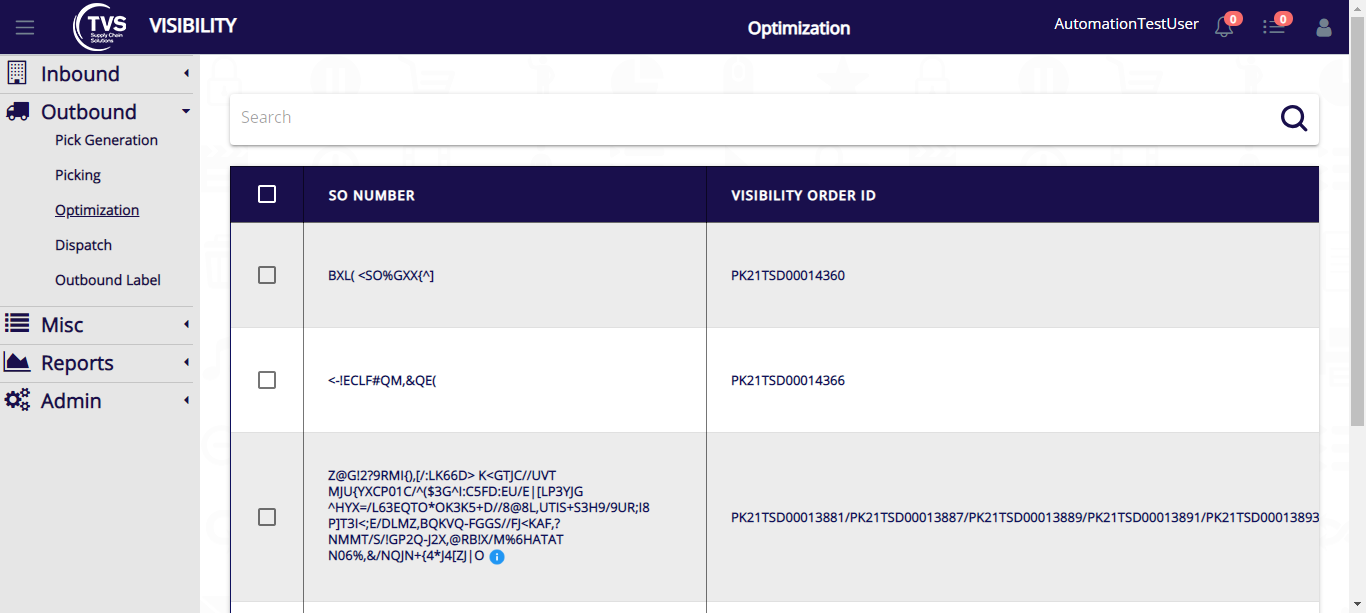 TVS
Supply Chain
Solutions
VISIBILITY
Optimization
AutomationTestUser
0
0
Inbound
Outbound
Pick Generation
Picking
Optimization
Dispatch
Outbound Label
Misc
Reports
Admin
Search
SO NUMBER
VISIBILITY ORDER ID
BXL( <SO%GXX{^]
PK21TSD00014360
<-!ECLF#QM,&QE(
PK21TSD00014366
Z@G!2?9RMI{),[/:LK66D> K<GTJC//UVT
MJU{YXCP01C/^($3G^I:C5FD:EU/E|[LP3YJG
^HYX=/L63EQTO*OK3K5+D//8@8L,UTIS+S3H9/9UR;I8
P]T3I<;E/DLMZ,BQKVQ-FGGS//FJ<KAF,?
NMMT/S/!GP2Q-J2X,@RB!X/M%6HATAT
N06%,&/NQJN+{4*J4[ZJ|O
PK21TSD00013881/PK21TSD00013887/PK21TSD00013889/PK21TSD00013891/PK21TSD00013893